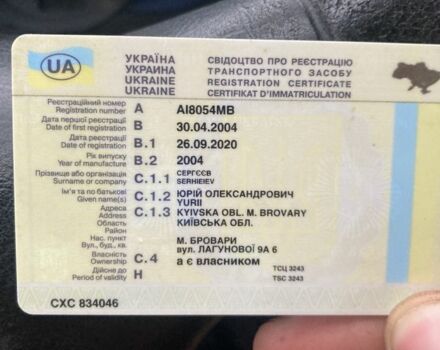 UA
УКРАЇНА
УКРАИНА
UKRAINE
UKRAINE
СВІДОЦТВО ПРО РЕЄСТРАЦІЮ
ТРАНСПОРТНОГО ЗАСОБУ
REGISTRATION CERTIFICATE
CERTIFIKAT D'IMMATRICULATION
Реєстраційний номер A AI8054MB
Registration number
Дата першої реєстрації B 30.04.2004
Date of first registration
Дата реєстрації B.1 26.09.2020
Date of registration
Рік випуску B.2 2004
Year of manufacture
Прізвище або організація C.1.1 СЕРГЄЄВ
Surname or company SERHIEIEV
Ім'я та по батькові C.1.2 ЮРІЙ ОЛЕКСАНДРОВИЧ
Given name(s) YURII
Адреса C.1.3 KYIVSKA OBL. M. BROVARY
Address КИЇВСЬКА ОБЛ.
Область
Район
Нас. пункт М. БРОВАРИ
Вул., буд., кв. вул. ЛАГУНОВОЇ 9А 6
Власність C.4 а є власником
Ownership
Дійсне до H ТСЦ 3243
Period of validity TSC 3243
CXC 834046